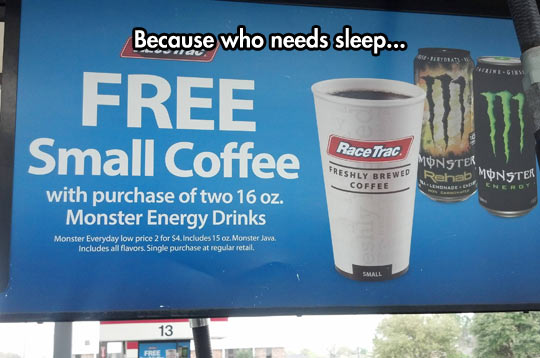 Because who needs sleep...
RaceTrac
FREE
Small Coffee
with purchase of two 16 oz.
Monster Energy Drinks
Monster Everyday low price 2 for $4. Includes 15 oz. Monster Java.
Includes all flavors. Single purchase at regular retail.
RaceTrac
FRESHLY BREWED
COFFEE
SMALL
MONSTER
Rehab
LEMONADE
MONSTER
ENERGY
13
FREE